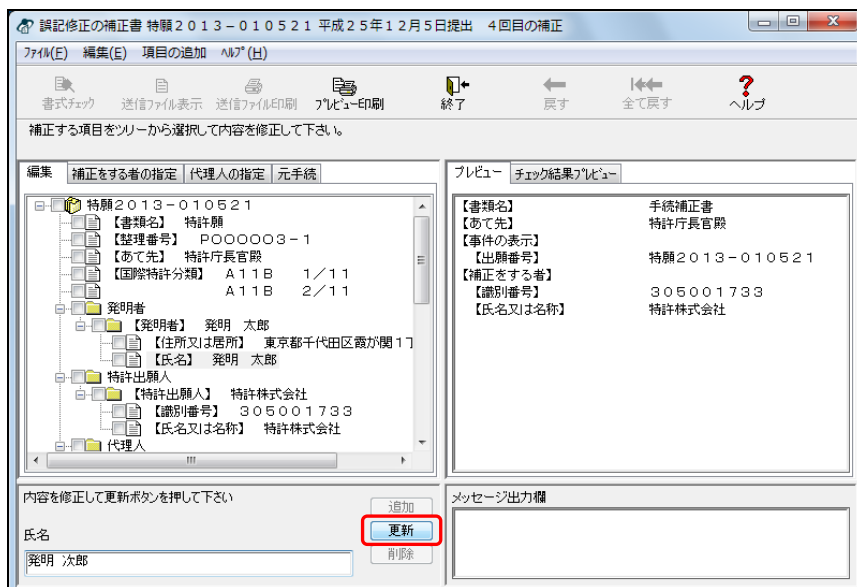 誤記修正の補正書 特願２０１３－０１０５２１ 平成２５年１２月５日提出　４回目の補正
ﾌｧｲﾙ(F)　編集(E)　項目の追加　ﾍﾙﾌﾟ(H)
書式ﾁｪｯｸ　送信ﾌｧｲﾙ表示　送信ﾌｧｲﾙ印刷　ﾌﾟﾚﾋﾞｭｰ印刷　終了　戻す　全て戻す　ヘルプ
補正する項目をツリーから選択して内容を修正して下さい。
編集　補正をする者の指定　代理人の指定　元手続
特願２０１３－０１０５２１
【書類名】　特許願
【整理番号】　Ｐ０００００３－１
【あて先】　特許庁長官殿
【国際特許分類】　Ａ１１Ｂ　１／１１
Ａ１１Ｂ　２／１１
発明者
【発明者】　発明　太郎
【住所又は居所】　東京都千代田区霞が関１丁
【氏名】　発明　太郎
特許出願人
【特許出願人】　特許株式会社
【識別番号】　３０５００１７３３
【氏名又は名称】　特許株式会社
代理人
プレビュー　ﾁｪｯｸ結果ﾌﾟﾚﾋﾞｭｰ
【書類名】　手続補正書
【あて先】　特許庁長官殿
【事件の表示】
【出願番号】　特願２０１３－０１０５２１
【補正をする者】
【識別番号】　３０５００１７３３
【氏名又は名称】　特許株式会社
内容を修正して更新ボタンを押して下さい
追加
氏名
更新
発明 次郎
削除
メッセージ出力欄